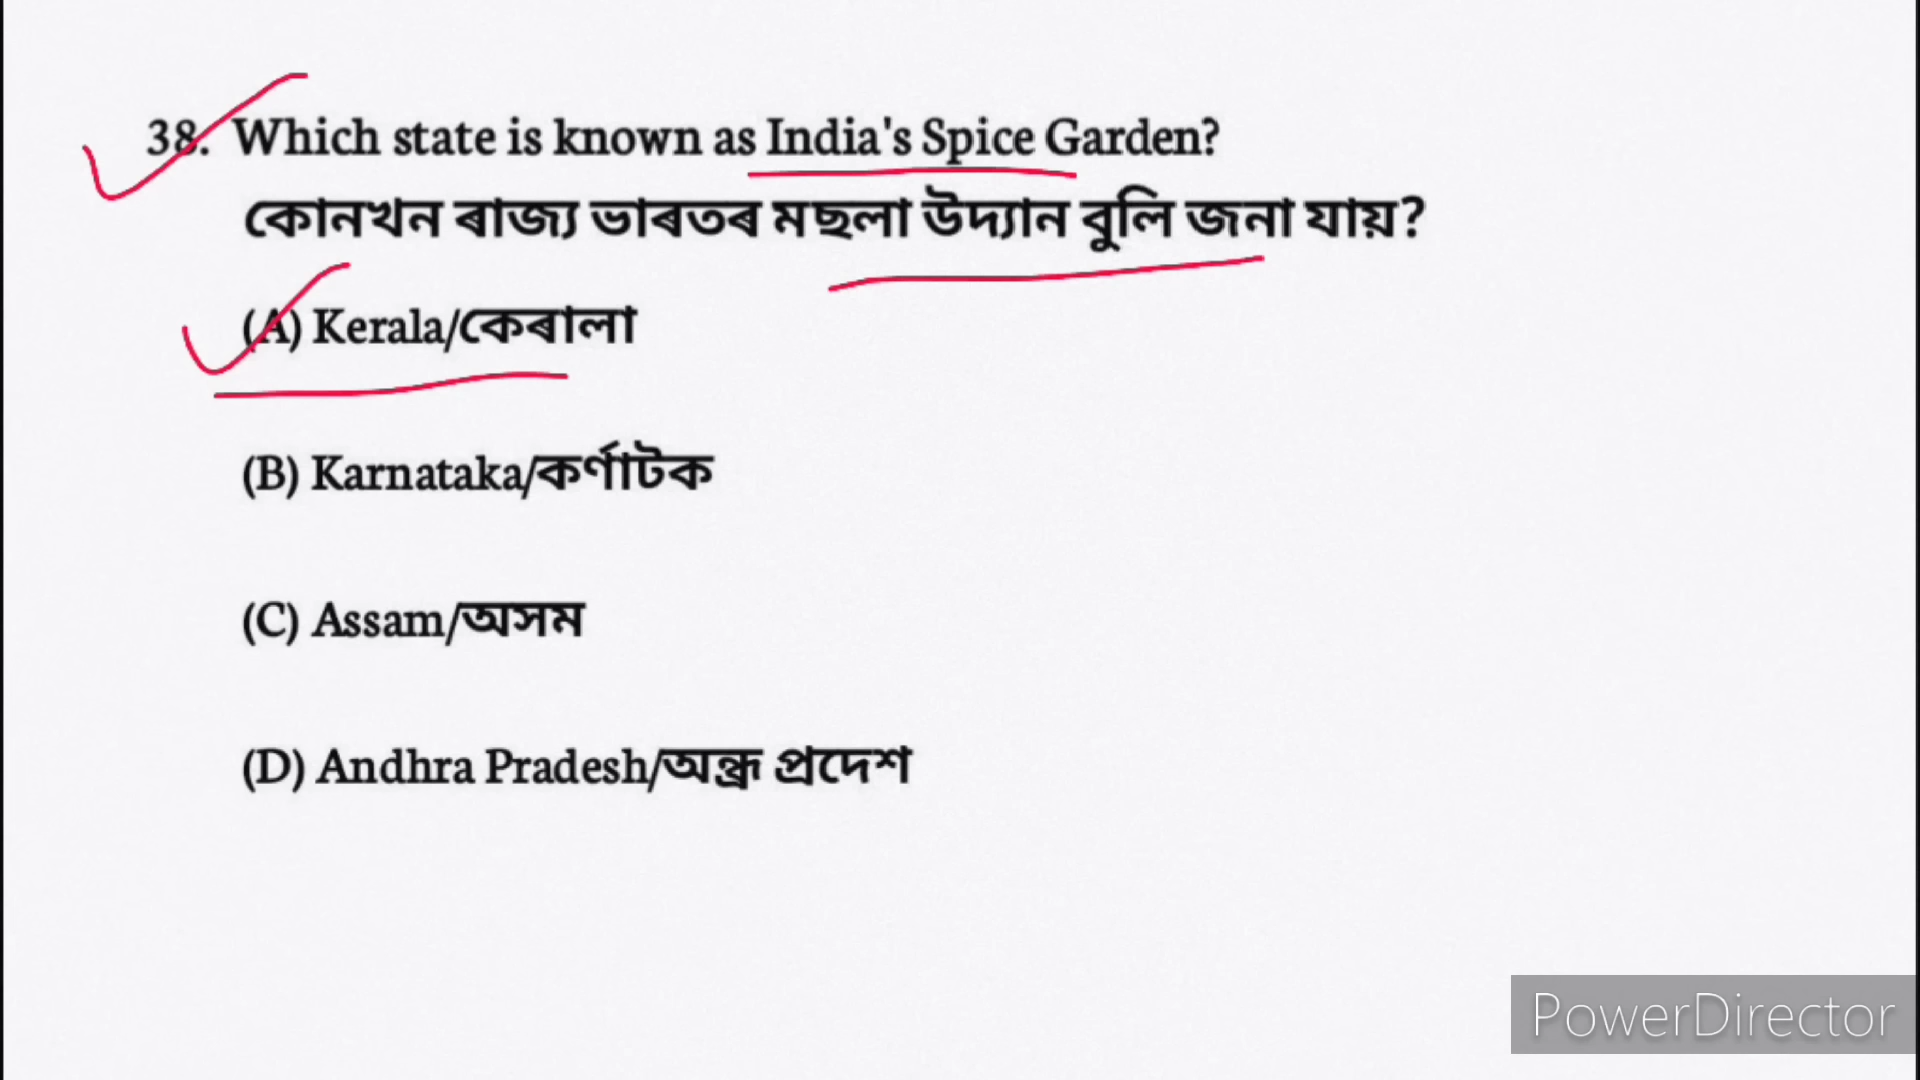 38. Which state is known as India's Spice Garden?
কোনখন ৰাজ্য ভাৰতৰ মছলা উদ্যান বুলি জনা যায়?
(A) Kerala/কেৰালা
(B) Karnataka/কৰ্ণাটক
(C) Assam/অসম
(D) Andhra Pradesh/অন্ধ্ৰ প্ৰদেশ
PowerDirector